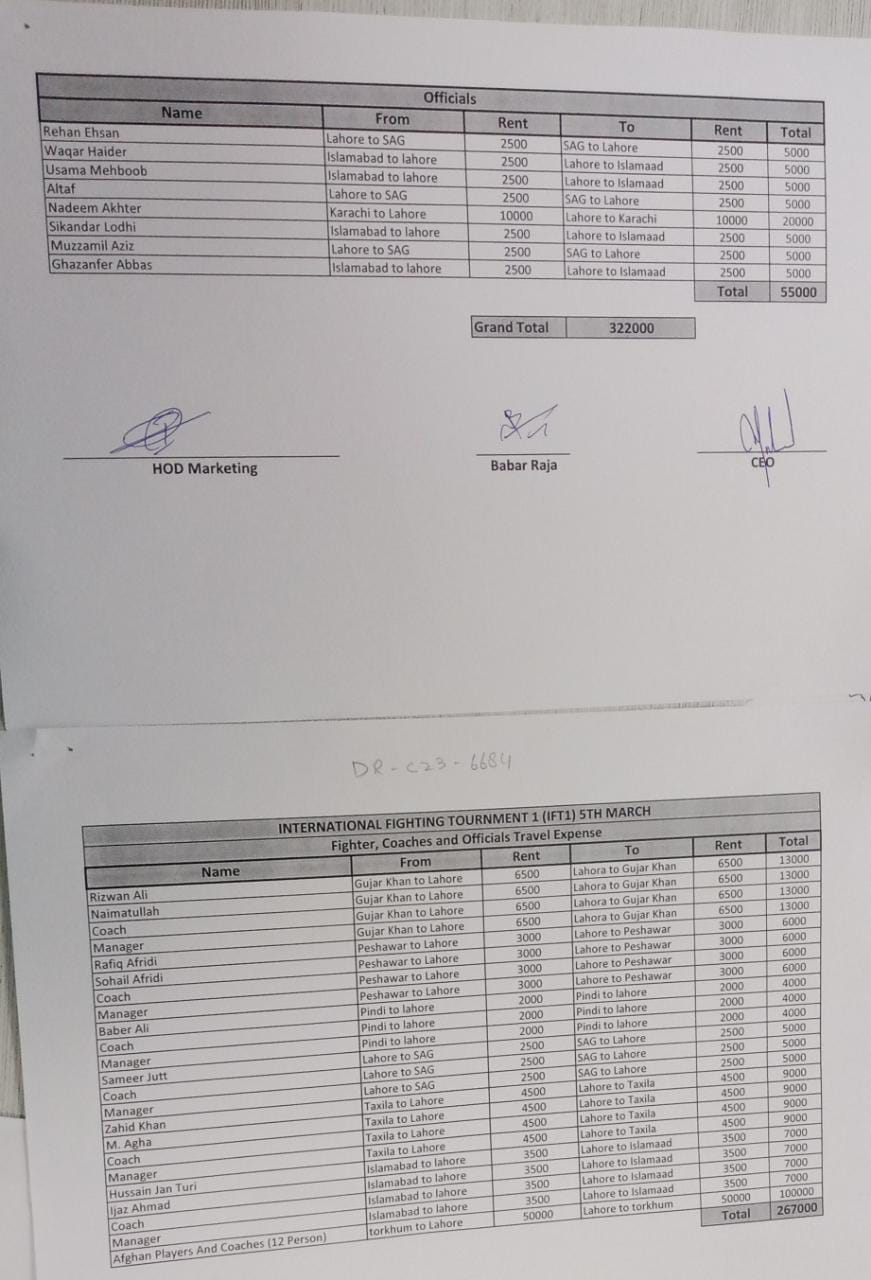 Officials
Name From Rent To Rent Total
Rehan Ehsan Lahore to SAG 2500 SAG to Lahore 2500 5000
Waqar Haider Islamabad to lahore 2500 Lahore to Islamaad 2500 5000
Usama Mehboob Islamabad to lahore 2500 Lahore to Islamaad 2500 5000
Altaf Lahore to SAG 2500 SAG to Lahore 2500 5000
Nadeem Akhter Karachi to Lahore 10000 Lahore to Karachi 10000 20000
Sikandar Lodhi Islamabad to lahore 2500 Lahore to Islamaad 2500 5000
Muzzamil Aziz Lahore to SAG 2500 SAG to Lahore 2500 5000
Ghazanfer Abbas Islamabad to lahore 2500 Lahore to Islamaad 2500 5000
Total 55000
Grand Total 322000
HOD Marketing Babar Raja CEO
DR-C23-6684
INTERNATIONAL FIGHTING TOURNMENT 1 (IFT1) 5TH MARCH
Fighter, Coaches and Officials Travel Expense
Name From Rent To Rent Total
Rizwan Ali Gujar Khan to Lahore 6500 Lahora to Gujar Khan 6500 13000
Naimatullah Gujar Khan to Lahore 6500 Lahora to Gujar Khan 6500 13000
Coach Gujar Khan to Lahore 6500 Lahora to Gujar Khan 6500 13000
Manager Gujar Khan to Lahore 6500 Lahora to Gujar Khan 6500 13000
Rafiq Afridi Peshawar to Lahore 3000 Lahore to Peshawar 3000 6000
Sohail Afridi Peshawar to Lahore 3000 Lahore to Peshawar 3000 6000
Coach Peshawar to Lahore 3000 Lahore to Peshawar 3000 6000
Manager Peshawar to Lahore 3000 Lahore to Peshawar 3000 6000
Baber Ali Pindi to lahore 2000 Pindi to lahore 2000 4000
Coach Pindi to lahore 2000 Pindi to lahore 2000 4000
Manager Pindi to lahore 2000 Pindi to lahore 2000 4000
Sameer Jutt Lahore to SAG 2500 SAG to Lahore 2500 5000
Coach Lahore to SAG 2500 SAG to Lahore 2500 5000
Manager Lahore to SAG 2500 SAG to Lahore 2500 5000
Zahid Khan Taxila to Lahore 4500 Lahore to Taxila 4500 9000
M. Agha Taxila to Lahore 4500 Lahore to Taxila 4500 9000
Coach Taxila to Lahore 4500 Lahore to Taxila 4500 9000
Manager Taxila to Lahore 4500 Lahore to Taxila 4500 9000
Hussain Jan Turi Islamabad to lahore 3500 Lahore to Islamaad 3500 7000
Ijaz Ahmad Islamabad to lahore 3500 Lahore to Islamaad 3500 7000
Coach Islamabad to lahore 3500 Lahore to Islamaad 3500 7000
Manager Islamabad to lahore 3500 Lahore to Islamaad 3500 7000
Afghan Players And Coaches (12 Person) torkhum to Lahore 50000 Lahore to torkhum 50000 100000
Total 267000